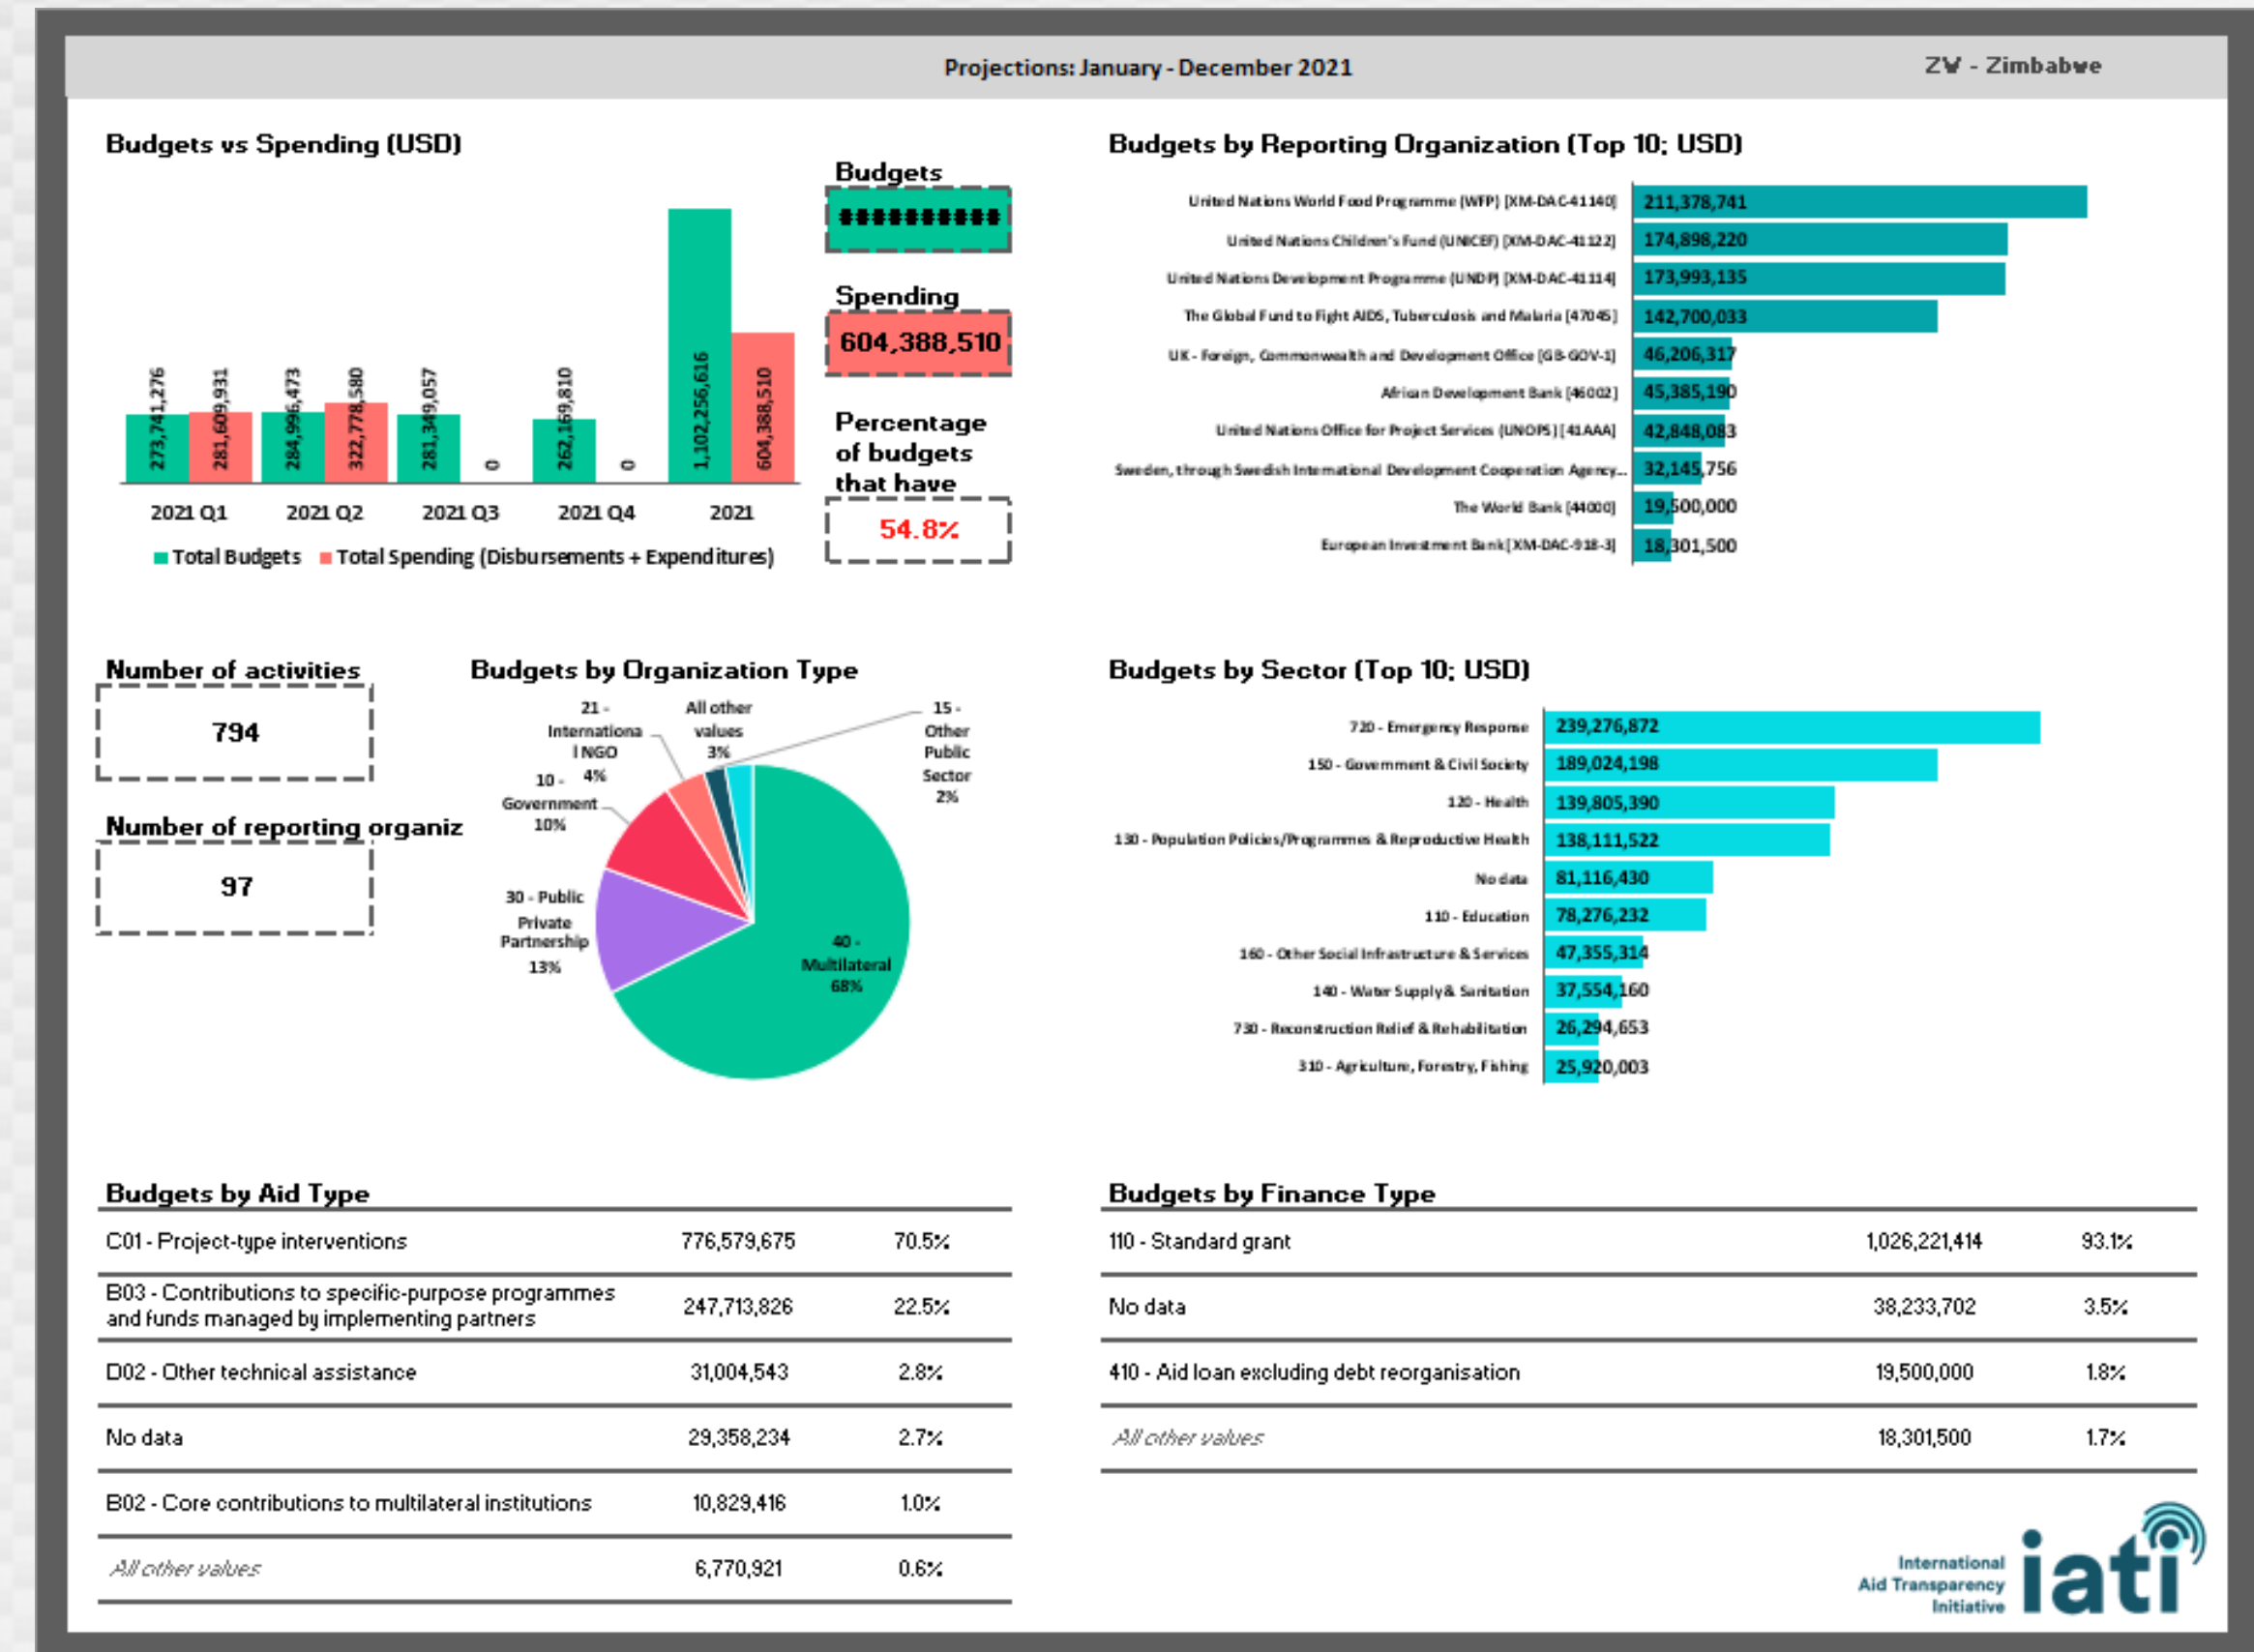 Projections: January - December 2021
ZW - Zimbabwe
Budgets vs Spending (USD)
273,741,276
281,609,931
284,996,473
322,778,580
281,349,057
0
262,169,810
0
1,102,256,616
604,388,510
2021 Q1
2021 Q2
2021 Q3
2021 Q4
2021
Total Budgets
Total Spending (Disbursements + Expenditures)
Budgets
##########
Spending
604,388,510
Percentage
of budgets
that have
54.8%
Budgets by Reporting Organization (Top 10; USD)
United Nations World Food Programme (WFP) [XM-DAC-41140] 211,378,741
United Nations Children's Fund (UNICEF) [XM-DAC-41122] 174,898,220
United Nations Development Programme (UNDP) [XM-DAC-41114] 173,993,135
The Global Fund to Fight AIDS, Tuberculosis and Malaria [47045] 142,700,033
UK - Foreign, Commonwealth and Development Office [GB-GOV-1] 46,206,317
African Development Bank [46002] 45,385,190
United Nations Office for Project Services (UNOPS) [41AAA] 42,848,083
Sweden, through Swedish International Development Cooperation Agency... 32,145,756
The World Bank [44000] 19,500,000
European Investment Bank [XM-DAC-918-3] 18,301,500
Number of activities
794
Number of reporting organiz
97
Budgets by Organization Type
21 -
Internationa
l NGO
4%
All other
values
3%
15 -
Other
Public
Sector
2%
10 -
Government
10%
30 - Public
Private
Partnership
13%
40 -
Multilateral
68%
Budgets by Sector (Top 10; USD)
720 - Emergency Response 239,276,872
150 - Government & Civil Society 189,024,198
120 - Health 139,805,390
130 - Population Policies/Programmes & Reproductive Health 138,111,522
No data 81,116,430
110 - Education 78,276,232
160 - Other Social Infrastructure & Services 47,355,314
140 - Water Supply & Sanitation 37,554,160
730 - Reconstruction Relief & Rehabilitation 26,294,653
310 - Agriculture, Forestry, Fishing 25,920,003
Budgets by Aid Type
C01 - Project-type interventions 776,579,675 70.5%
B03 - Contributions to specific-purpose programmes
and funds managed by implementing partners 247,713,826 22.5%
D02 - Other technical assistance 31,004,543 2.8%
No data 29,358,234 2.7%
B02 - Core contributions to multilateral institutions 10,829,416 1.0%
All other values 6,770,921 0.6%
Budgets by Finance Type
110 - Standard grant 1,026,221,414 93.1%
No data 38,233,702 3.5%
410 - Aid loan excluding debt reorganisation 19,500,000 1.8%
All other values 18,301,500 1.7%
International
Aid Transparency
Initiative
iati